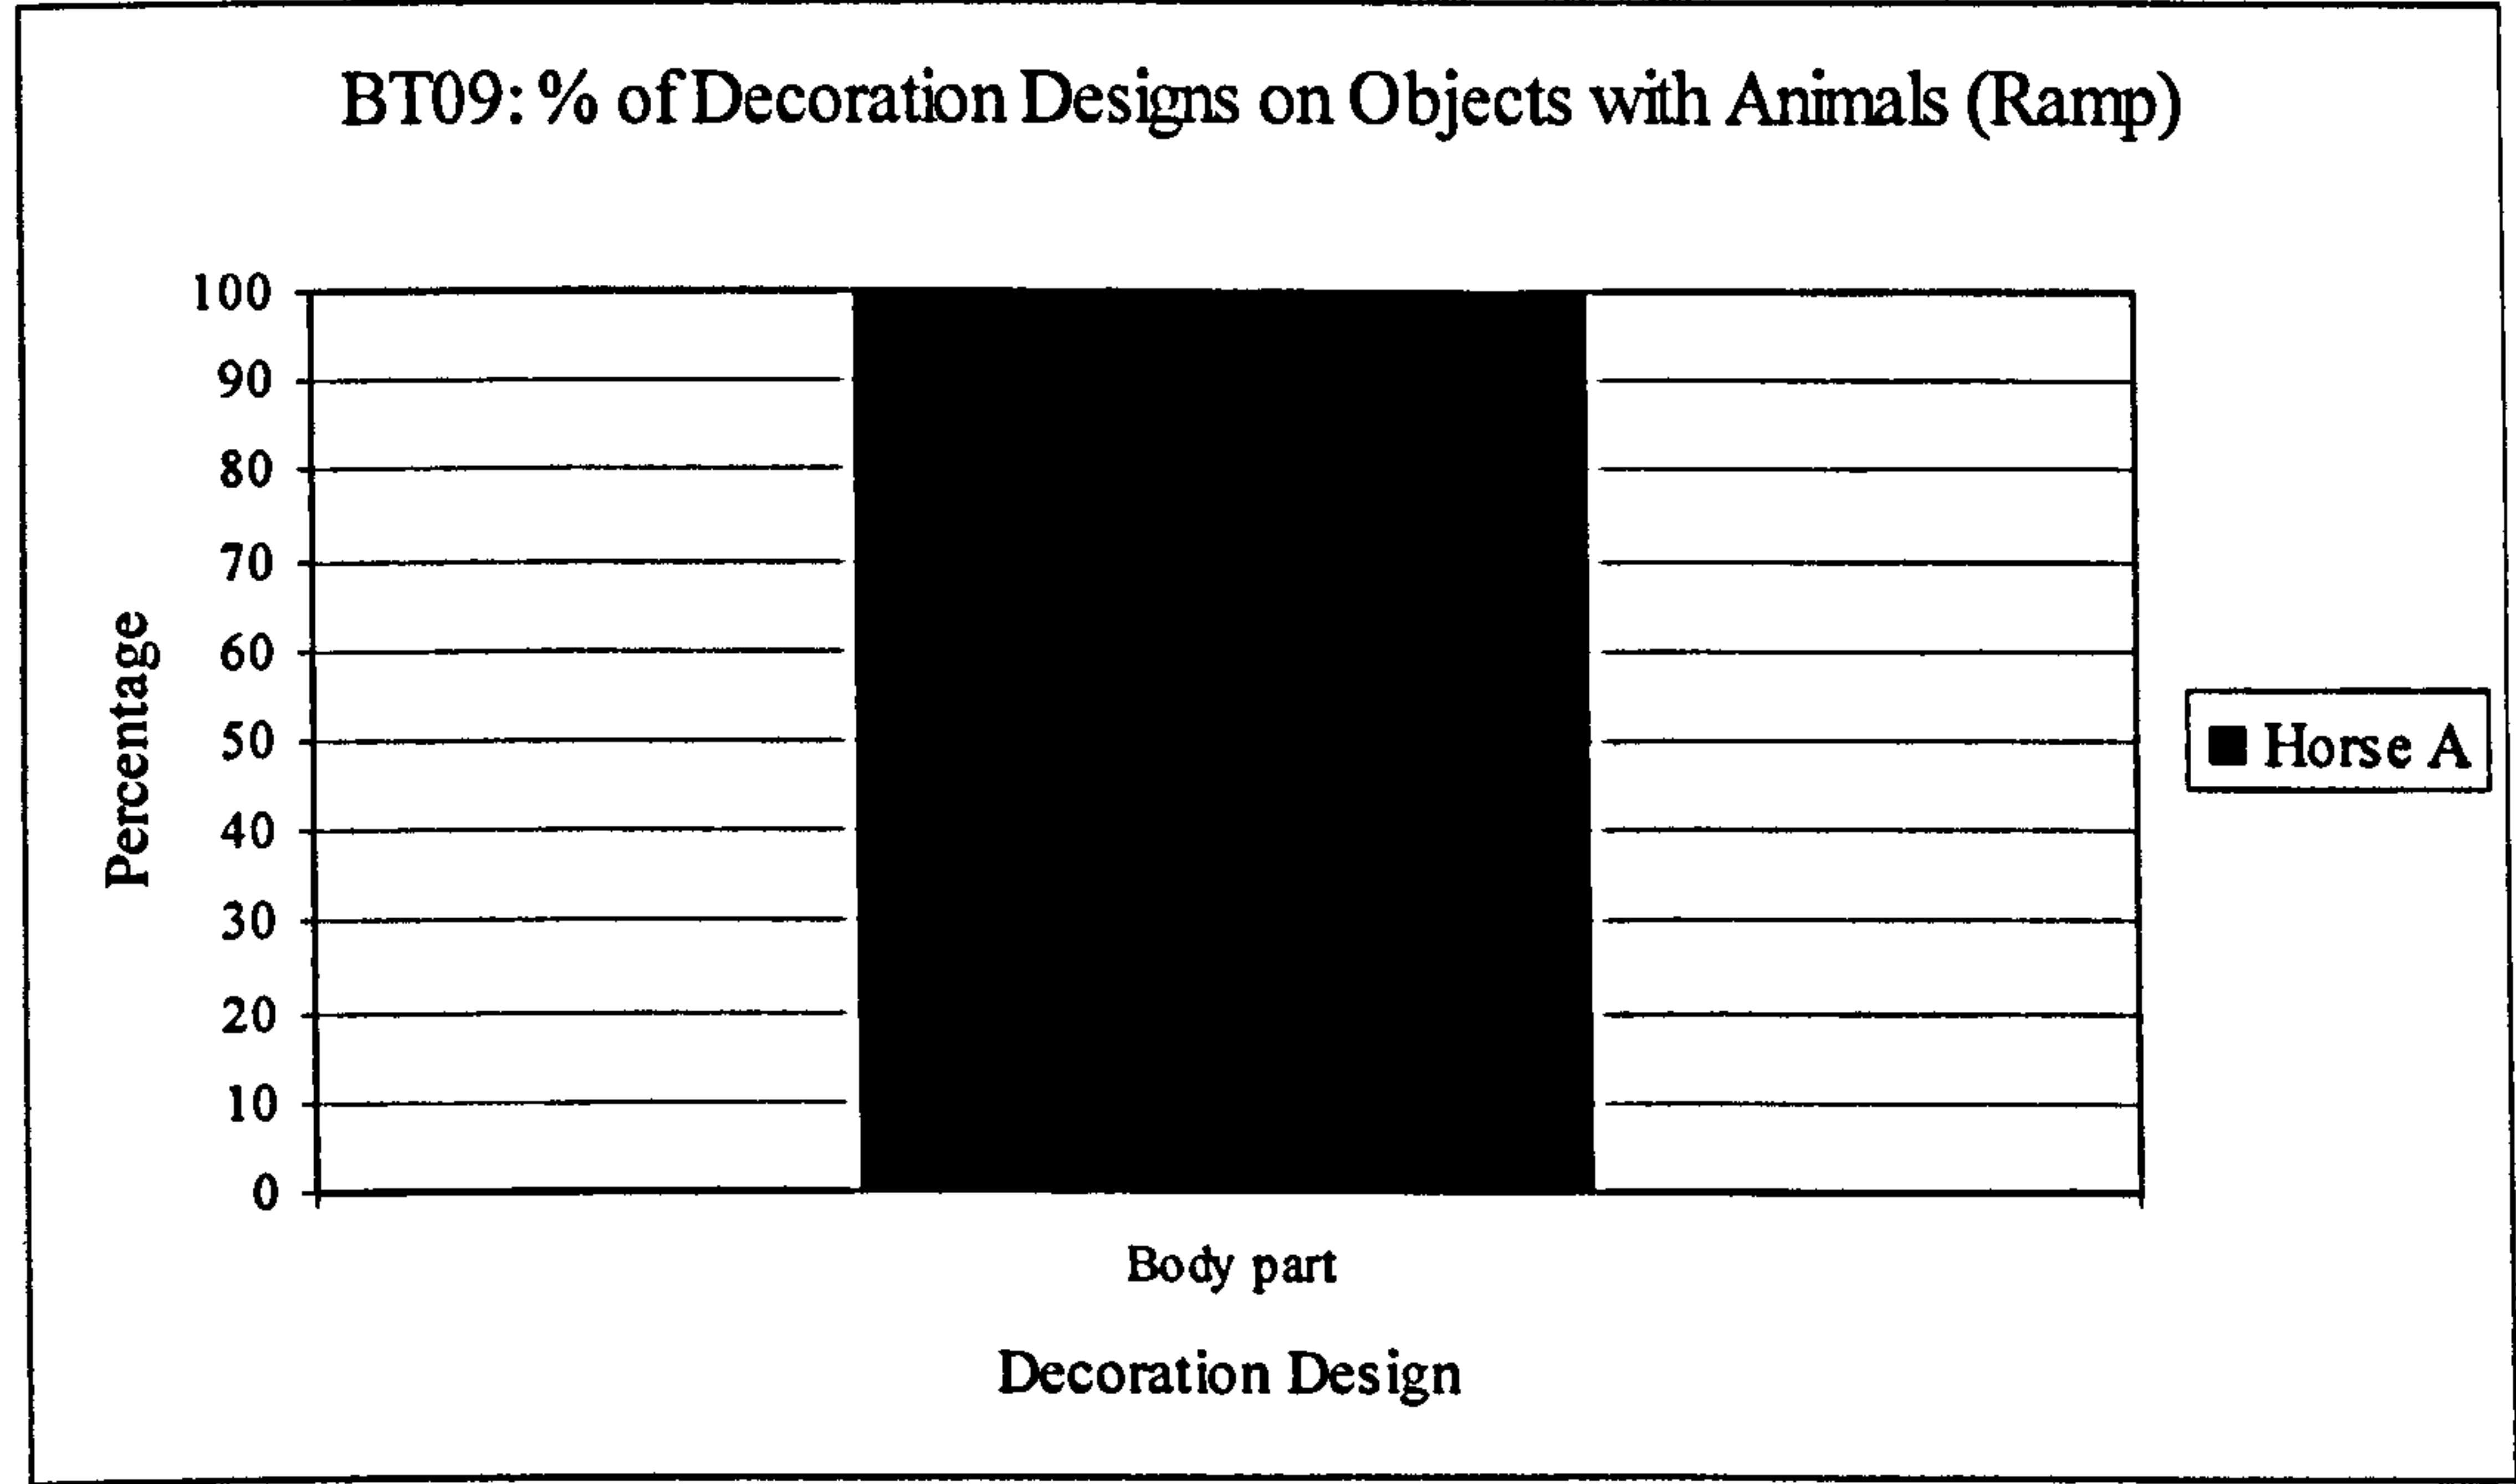 BT09: % of Decoration Designs on Objects with Animals (Ramp)
100
90
80
70
60
50
40
30
20
10
0
Percentage
Horse A
Body part
Decoration Design